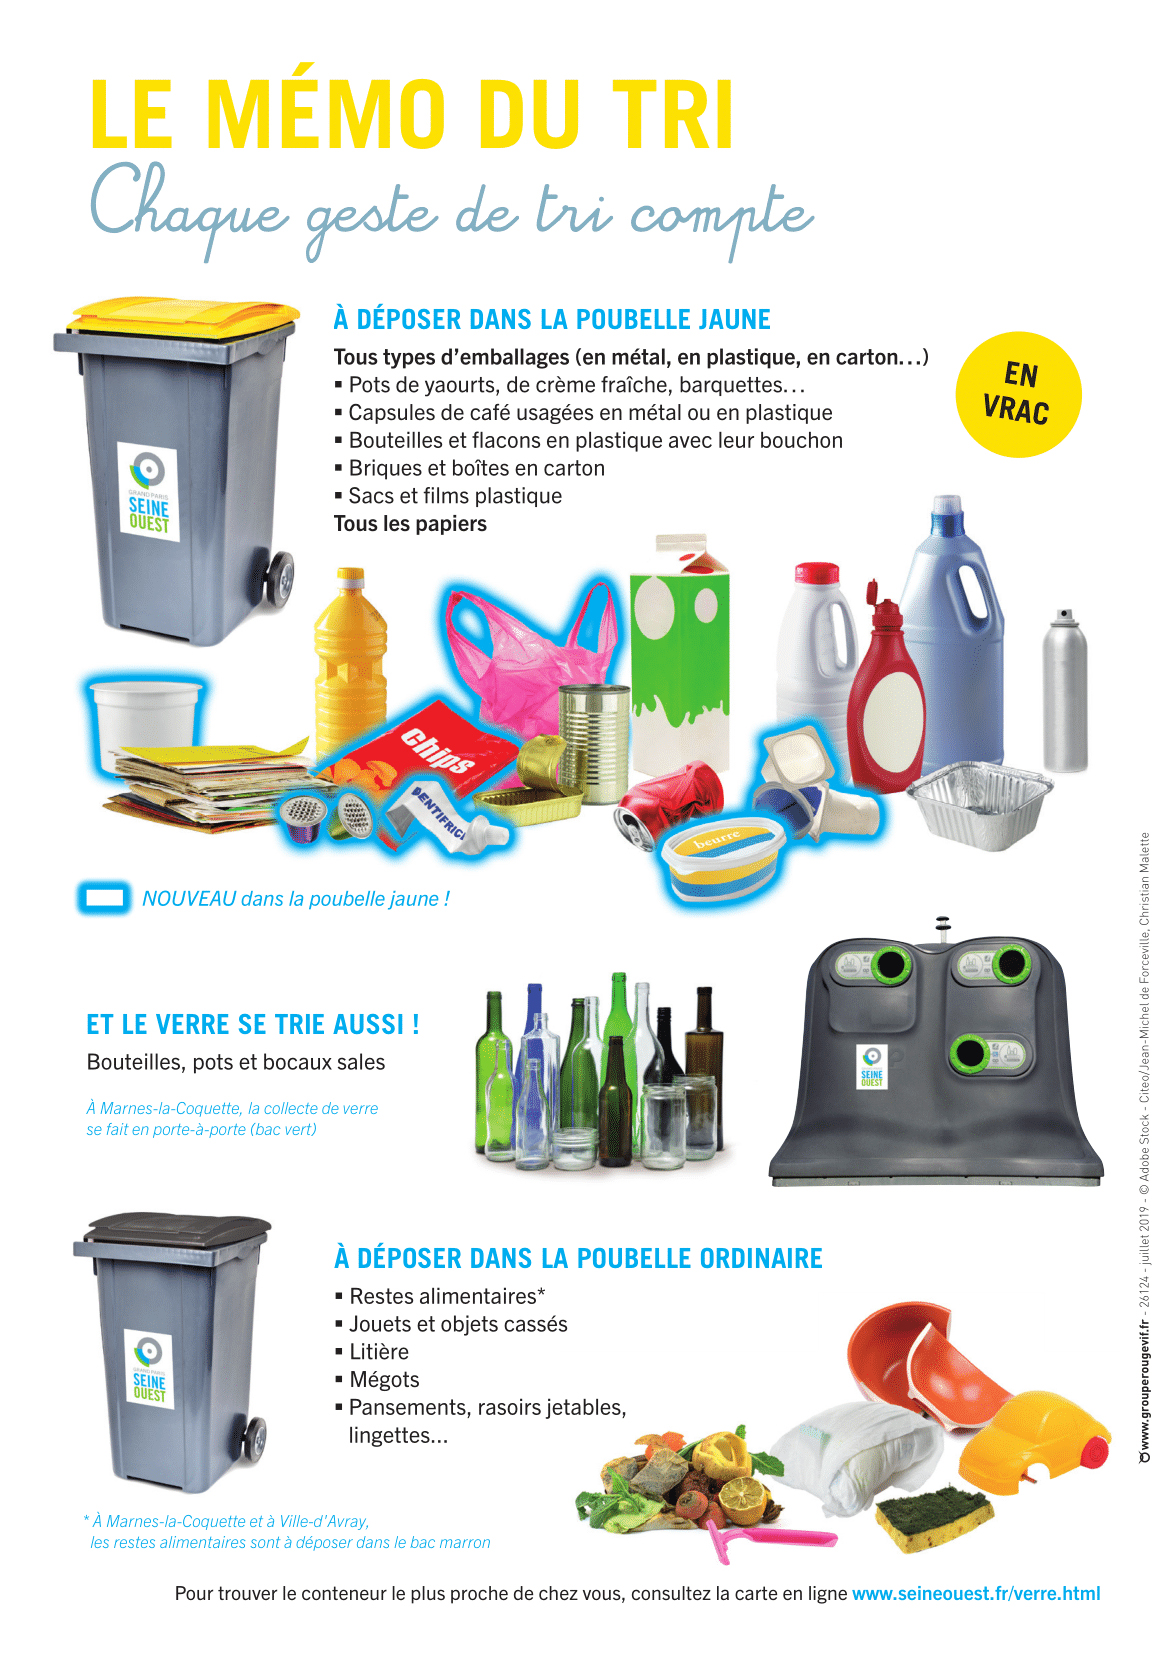 LE MÉMO DU TRI
Chaque geste de tri compte
À DÉPOSER DANS LA POUBELLE JAUNE
Tous types d’emballages (en métal, en plastique, en carton…)
▪ Pots de yaourts, de crème fraîche, barquettes…
▪ Capsules de café usagées en métal ou en plastique
▪ Bouteilles et flacons en plastique avec leur bouchon
▪ Briques et boîtes en carton
▪ Sacs et films plastique
Tous les papiers
EN
VRAC
GRAND PARIS
SEINE
OUEST
chips
DENTIFRICE
beurre
NOUVEAU dans la poubelle jaune !
ET LE VERRE SE TRIE AUSSI !
Bouteilles, pots et bocaux sales
À Marnes-la-Coquette, la collecte de verre
se fait en porte-à-porte (bac vert)
GRAND PARIS
SEINE
OUEST
À DÉPOSER DANS LA POUBELLE ORDINAIRE
▪ Restes alimentaires*
▪ Jouets et objets cassés
▪ Litière
▪ Mégots
▪ Pansements, rasoirs jetables,
lingettes...
GRAND PARIS
SEINE
OUEST
* À Marnes-la-Coquette et à Ville-d’Avray,
les restes alimentaires sont à déposer dans le bac marron
Pour trouver le conteneur le plus proche de chez vous, consultez la carte en ligne www.seineouest.fr/verre.html
www.grouperougevif.fr - 26124 - juillet 2019 - © Adobe Stock - Citeo/Jean-Michel de Forceville, Christian Malette